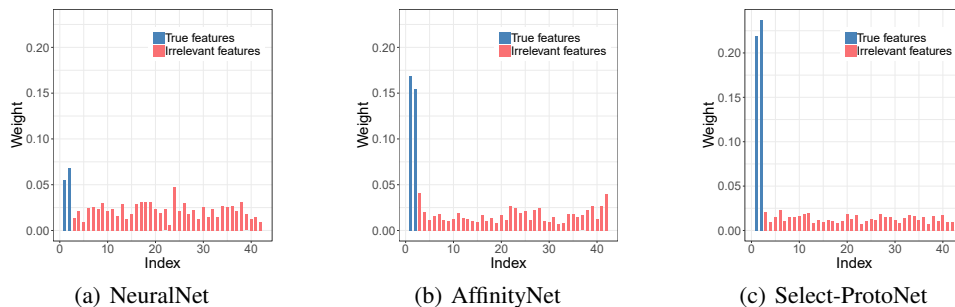 True features
Irrelevant features
0.20
0.15
0.10
0.05
0.00
Weight
0 10 20 30 40
Index
(a) NeuralNet
True features
Irrelevant features
0.20
0.15
0.10
0.05
0.00
Weight
0 10 20 30 40
Index
(b) AffinityNet
True features
Irrelevant features
0.20
0.15
0.10
0.05
0.00
Weight
0 10 20 30 40
Index
(c) Select-ProtoNet